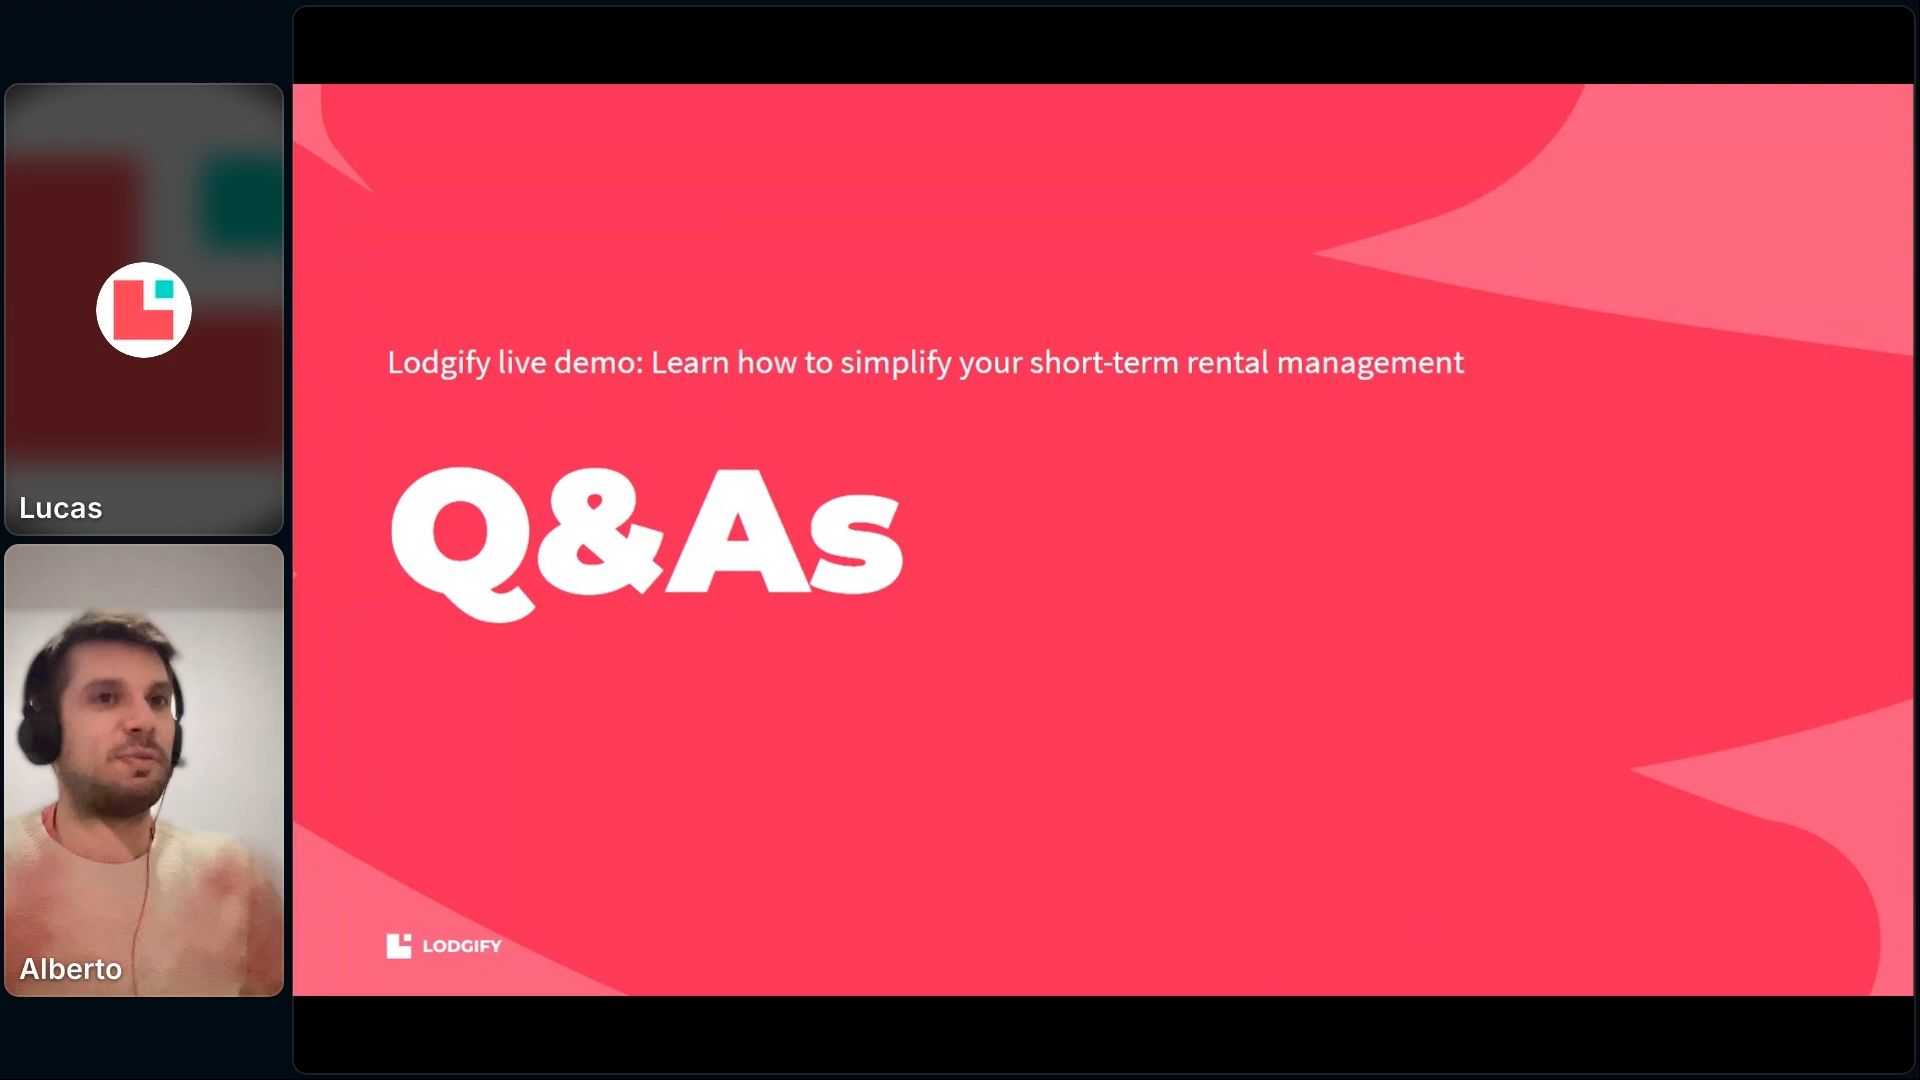 Lucas
Alberto
Lodgify live demo: Learn how to simplify your short-term rental management
Q&As
LODGIFY